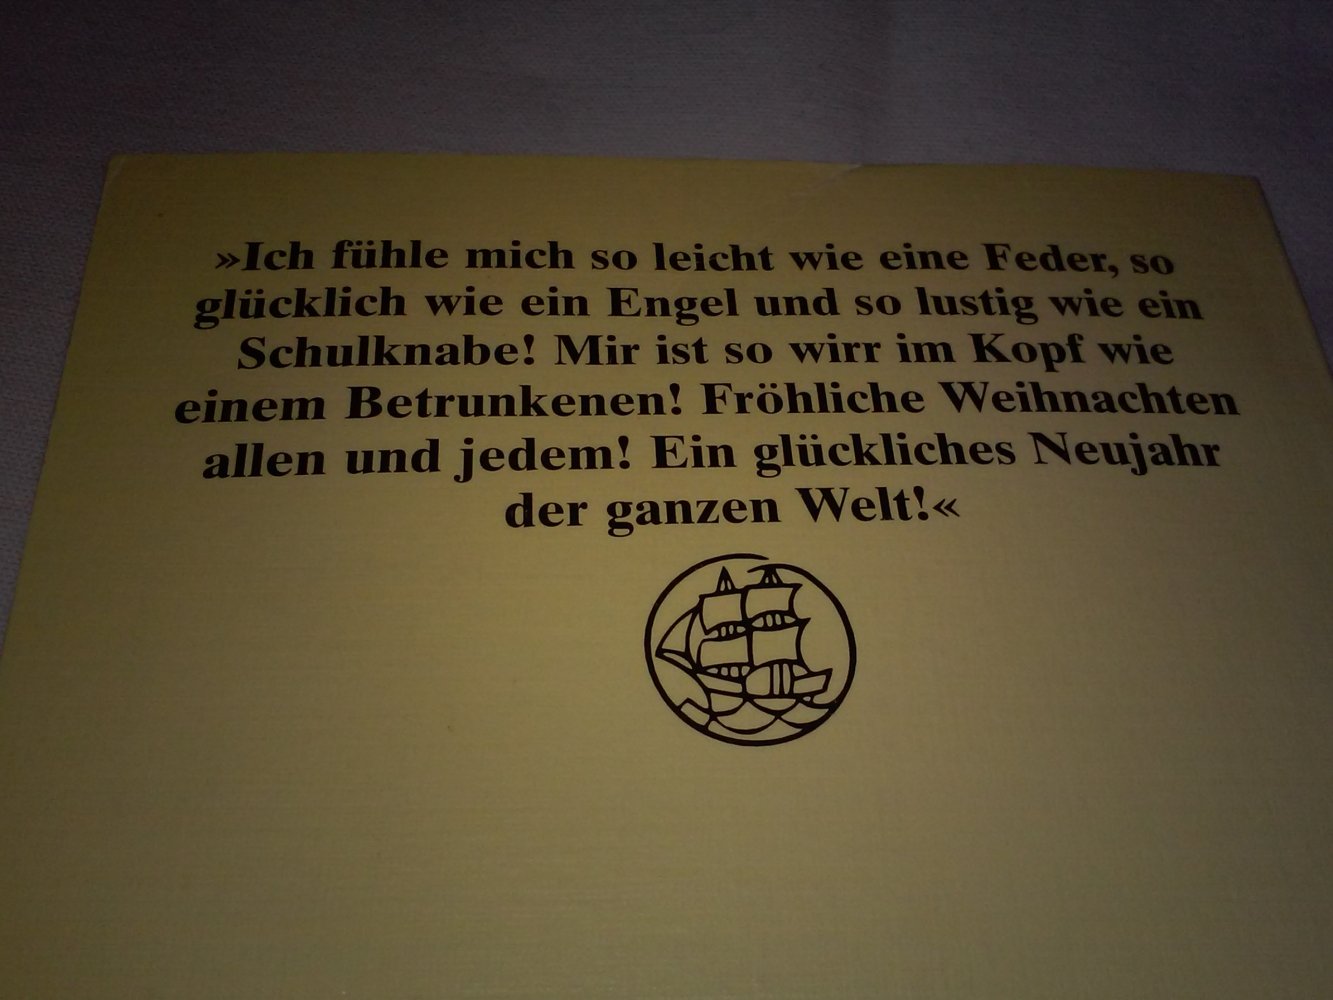 »Ich fühle mich so leicht wie eine Feder, so
glücklich wie ein Engel und so lustig wie ein
Schulknabe! Mir ist so wirr im Kopf wie
einem Betrunkenen! Fröhliche Weihnachten
allen und jedem! Ein glückliches Neujahr
der ganzen Welt!«